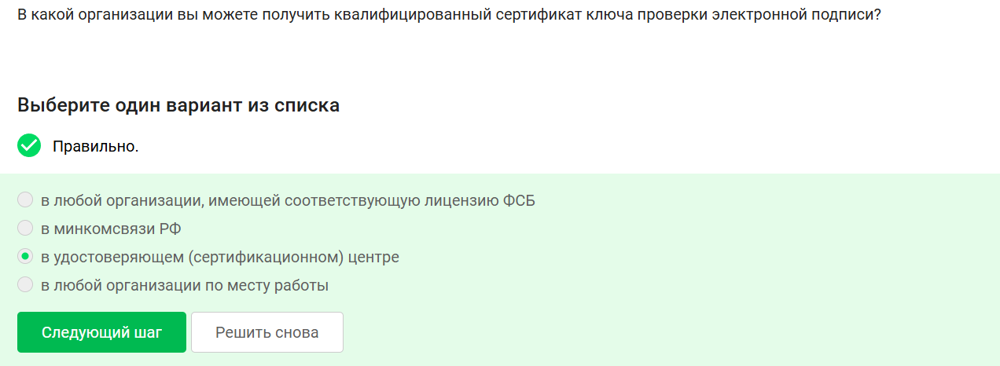 В какой организации вы можете получить квалифицированный сертификат ключа проверки электронной подписи?
Выберите один вариант из списка
Правильно.
в любой организации, имеющей соответствующую лицензию ФСБ
в минкомсвязи РФ
в удостоверяющем (сертификационном) центре
в любой организации по месту работы
Следующий шаг
Решить снова